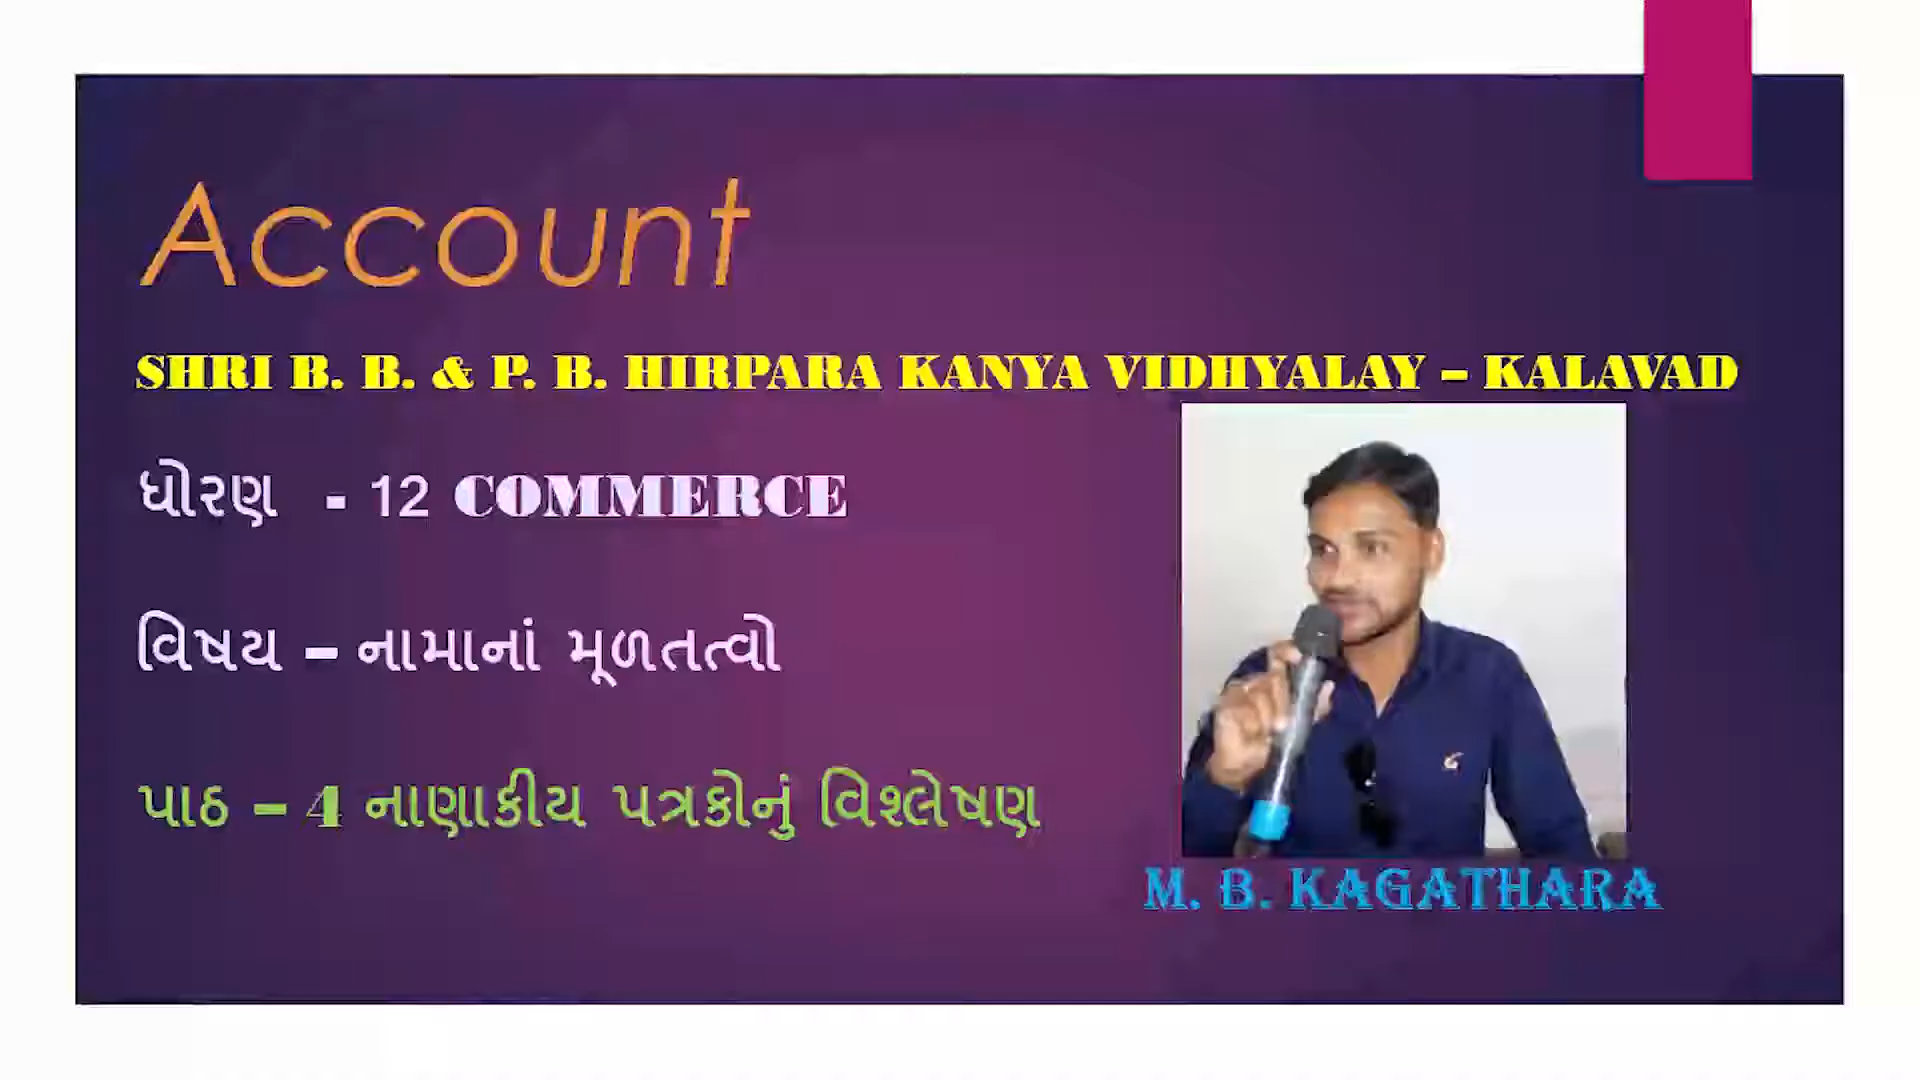 Account
SHRI B. B. & P. B. HIRPARA KANYA VIDHYALAY – KALAVAD
ધોરણ - 12 COMMERCE
વિષય – નામાનાં મૂળતત્વો
પાઠ – 4 નાણાકીય પત્રકોનું વિશ્લેષણ
M. B. KAGATHARA